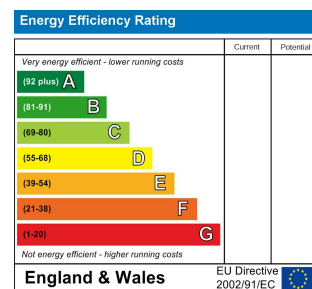 Energy Efficiency Rating
Current Potential
Very energy efficient - lower running costs
(92 plus) A
(81-91) B
(69-80) C
(55-68) D
(39-54) E
(21-38) F
(1-20) G
Not energy efficient - higher running costs
England & Wales
EU Directive
2002/91/EC